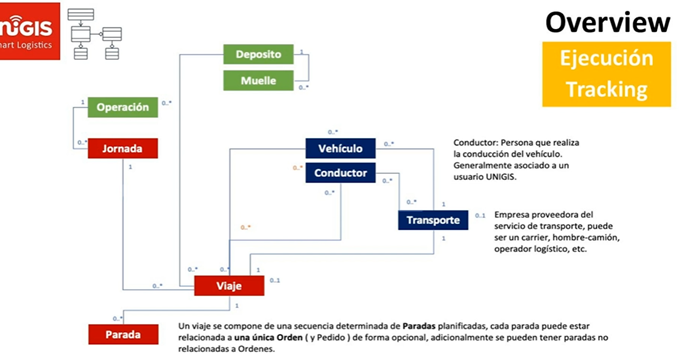 NIGIS
mart Logistics
Overview
Ejecución
Tracking
Deposito
1
Muelle
0..*
0..*
1
Operación
0..*
0..*
Jornada
1
0..*
Vehículo
0..*
0..*
Conductor
0..*
0..*
0..*
1
Transporte
0..1
1
Conductor: Persona que realiza
la conducción del vehículo.
Generalmente asociado a un
usuario UNIGIS.
Empresa proveedora del
servicio de transporte, puede
ser un carrier, hombre-camión,
operador logístico, etc.
0..*
0..*
0..*
1
0..*
Viaje
0..1
1
0..*
Parada
Un viaje se compone de una secuencia determinada de Paradas planificadas, cada parada puede estar
relacionada a una única Orden ( y Pedido ) de forma opcional, adicionalmente se pueden tener paradas no
relacionadas a Ordenes.